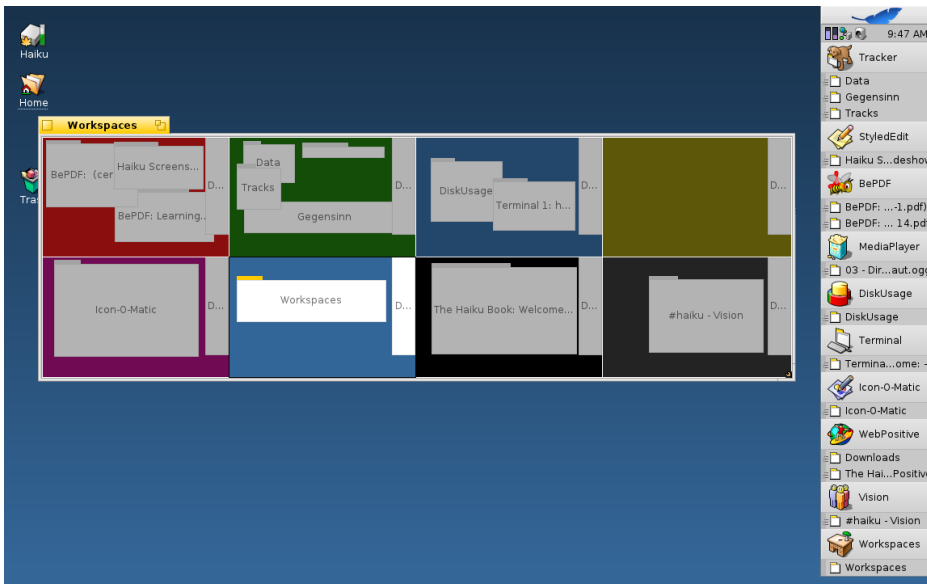 Haiku
Home
Tras
Workspaces
BePDF: (cer
Haiku Screens...
BePDF: Learning.
D...
Data
Tracks
Gegensinn
D...
DiskUsage
Terminal 1: h...
D...
D...
Icon-O-Matic
D...
Workspaces
D...
The Haiku Book: Welcome...
D...
#haiku - Vision
D...
9:47 AM
Tracker
Data
Gegensinn
Tracks
StyledEdit
Haiku S...deshow
BePDF
BePDF: ...-1.pdf)
BePDF: ... 14.pdf
MediaPlayer
03 - Dir...aut.ogg
DiskUsage
DiskUsage
Terminal
Termina...ome: -
Icon-O-Matic
Icon-O-Matic
WebPositive
Downloads
The Hai...Positive
Vision
#haiku - Vision
Workspaces
Workspaces